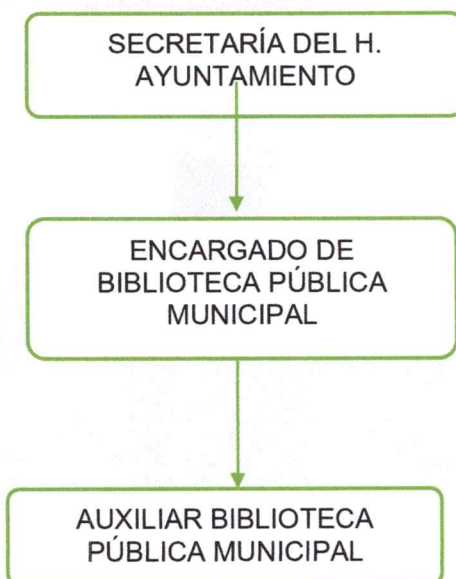 SECRETARÍA DEL H.
AYUNTAMIENTO
ENCARGADO DE
BIBLIOTECA PÚBLICA
MUNICIPAL
AUXILIAR BIBLIOTECA
PÚBLICA MUNICIPAL